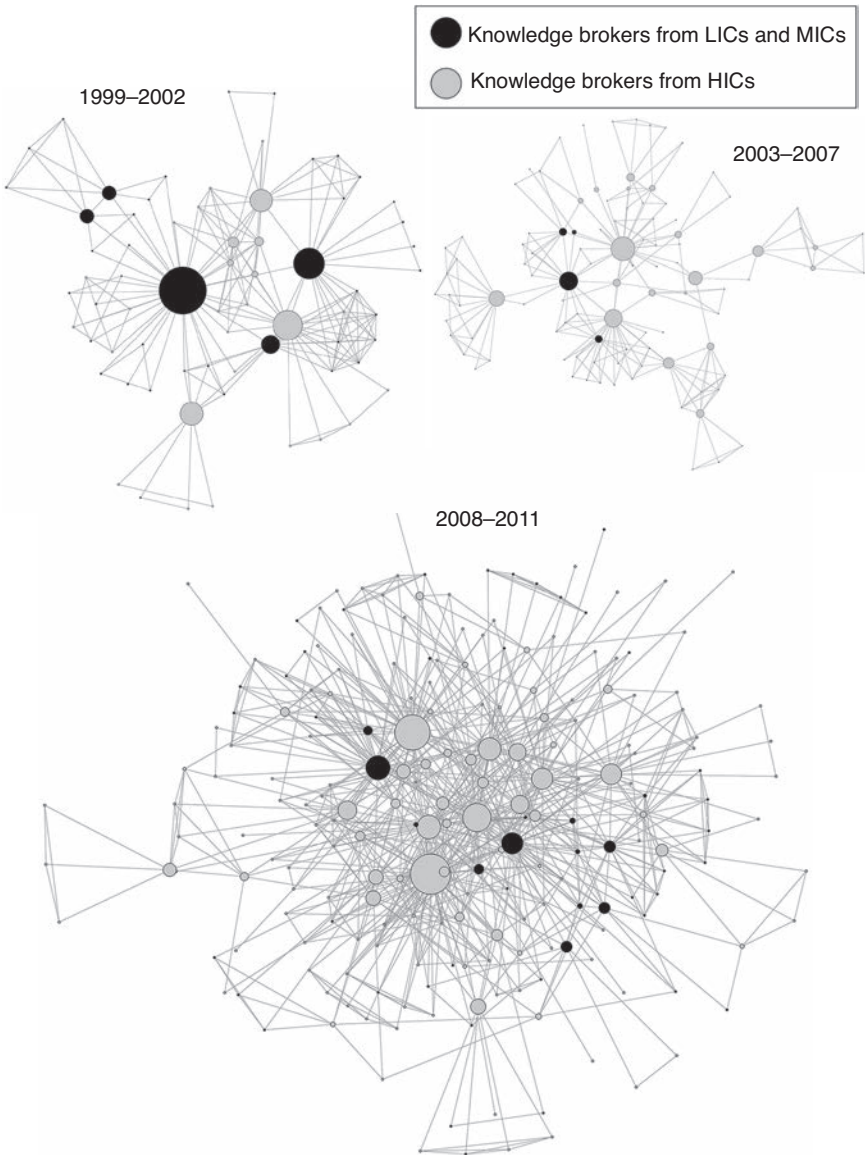 Knowledge brokers from LICs and MICs
Knowledge brokers from HICs
1999–2002
2003–2007
2008–2011